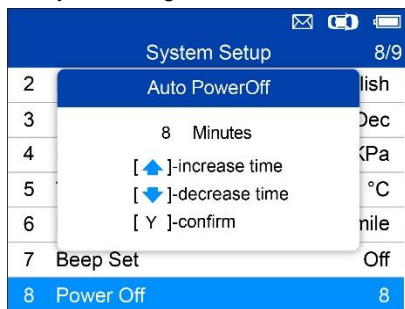 System Setup 8/9
2 lish
Auto PowerOff
3 Dec
8 Minutes
4 KPa
[ ]-increase time
5 °C
[ ]-decrease time
6 mile
[ Y ]-confirm
7 Beep Set Off
8 Power Off 8